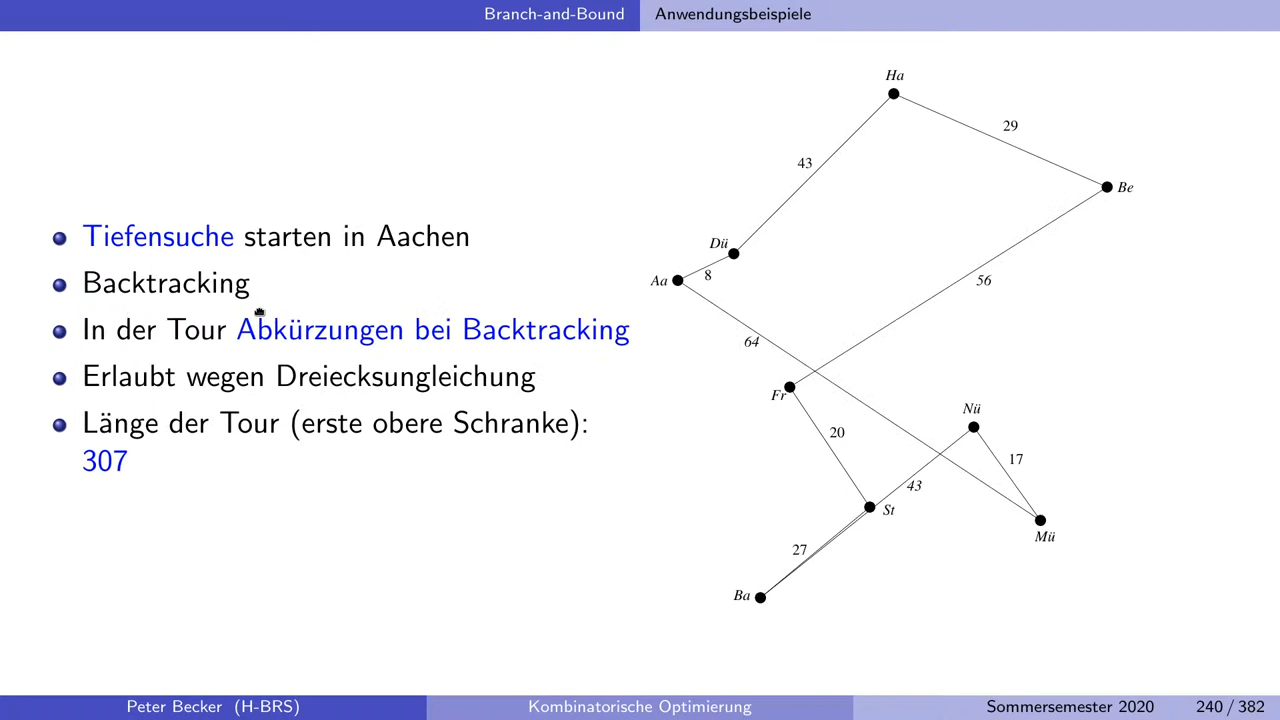 Branch-and-Bound Anwendungsbeispiele
Tiefensuche starten in Aachen
Backtracking
In der Tour Abkürzungen bei Backtracking
Erlaubt wegen Dreiecksungleichung
Länge der Tour (erste obere Schranke):
307
Ha
29
43
Be
Dü
8
Aa
56
64
Fr
Nü
20
17
43
St
Mü
27
Ba
Peter Becker (H-BRS) Kombinatorische Optimierung Sommersemester 2020 240 / 382